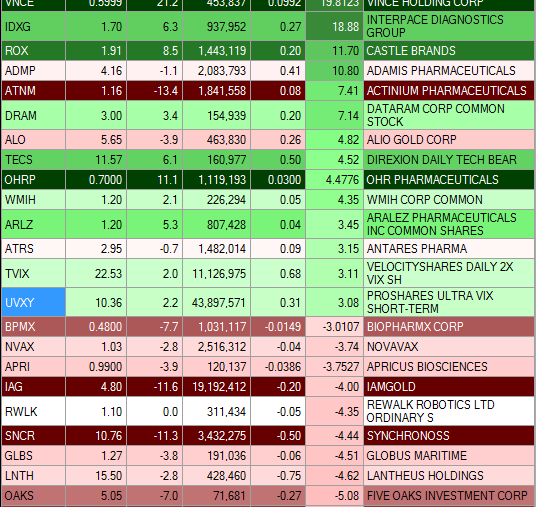 VNCE 0.5999 21.2 453,837 0.0992 19.8123 VINCE HOLDING CORP
IDXG 1.70 6.3 937,952 0.27 18.88 INTERPACE DIAGNOSTICS
GROUP
ROX 1.91 8.5 1,443,119 0.20 11.70 CASTLE BRANDS
ADMP 4.16 -1.1 2,083,793 0.41 10.80 ADAMIS PHARMACEUTICALS
ATNM 1.16 -13.4 1,841,558 0.08 7.41 ACTINIUM PHARMACEUTICALS
DRAM 3.00 3.4 154,939 0.20 7.14 DATARAM CORP COMMON
STOCK
ALO 5.65 -3.9 463,830 0.26 4.82 ALIO GOLD CORP
TECS 11.57 6.1 160,977 0.50 4.52 DIREXION DAILY TECH BEAR
OHRP 0.7000 11.1 1,119,193 0.0300 4.4776 OHR PHARMACEUTICALS
WMIH 1.20 2.1 226,294 0.05 4.35 WMIH CORP COMMON
ARLZ 1.20 5.3 807,428 0.04 3.45 ARALEZ PHARMACEUTICALS
INC COMMON SHARES
ATRS 2.95 -0.7 1,482,014 0.09 3.15 ANTARES PHARMA
TVIX 22.53 2.0 11,126,975 0.68 3.11 VELOCITYSHARES DAILY 2X
VIX SH
UVXY 10.36 2.2 43,897,571 0.31 3.08 PROSHARES ULTRA VIX
SHORT-TERM
BPMX 0.4800 -7.7 1,031,117 -0.0149 -3.0107 BIOPHARMX CORP
NVAX 1.03 -2.8 2,516,312 -0.04 -3.74 NOVAVAX
APRI 0.9900 -3.9 120,137 -0.0386 -3.7527 APRICUS BIOSCIENCES
IAG 4.80 -11.6 19,192,412 -0.20 -4.00 IAMGOLD
RWLK 1.10 0.0 311,434 -0.05 -4.35 REWALK ROBOTICS LTD
ORDINARY S
SNCR 10.76 -11.3 3,432,275 -0.50 -4.44 SYNCHRONOSS
GLBS 1.27 -3.8 191,036 -0.06 -4.51 GLOBUS MARITIME
LNTH 15.50 -2.8 428,460 -0.75 -4.62 LANTHEUS HOLDINGS
OAKS 5.05 -7.0 71,681 -0.27 -5.08 FIVE OAKS INVESTMENT CORP